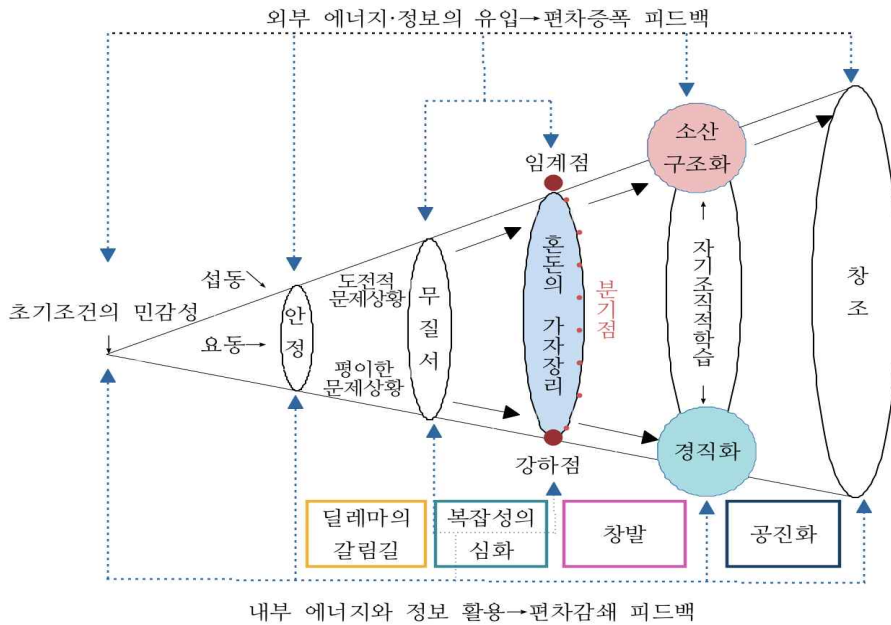 외부 에너지·정보의 유입→편차증폭 피드백
소산
구조화
임계점
섭동
도전적
문제상황
초기조건의 민감성
요동→
안정
무질서
혼돈의 가자장리
분기점
자기조직적학습
창조
평이한
문제상황
강하점
경직화
딜레마의
갈림길
복잡성의
심화
창발
공진화
내부 에너지와 정보 활용→편차감쇄 피드백